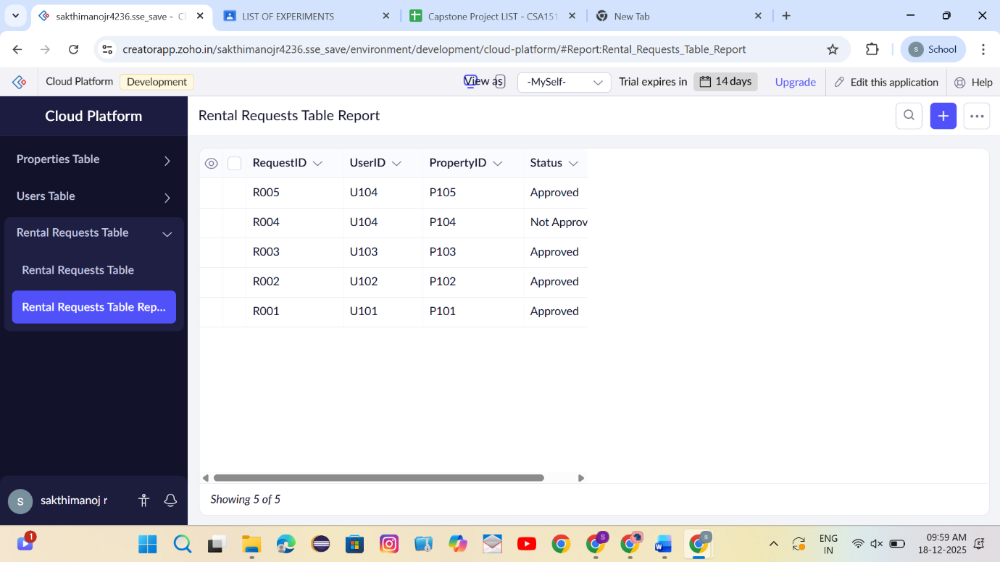 sakthimanojr4236.sse_save -
LIST OF EXPERIMENTS
Capstone Project LIST - CSA151
New Tab
creatorapp.zoho.in/sakthimanojr4236.sse_save/environment/development/cloud-platform/#Report:Rental_Requests_Table_Report
s School
Cloud Platform Development View as -MySelf- Trial expires in 14 days Upgrade Edit this application Help
Cloud Platform
Rental Requests Table Report
Properties Table
Users Table
Rental Requests Table
Rental Requests Table
Rental Requests Table Rep...
RequestID UserID PropertyID Status
R005 U104 P105 Approved
R004 U104 P104 Not Approv
R003 U103 P103 Approved
R002 U102 P102 Approved
R001 U101 P101 Approved
Showing 5 of 5
s sakthimanoj r
1
S
s
ENG
IN
09:59 AM
18-12-2025